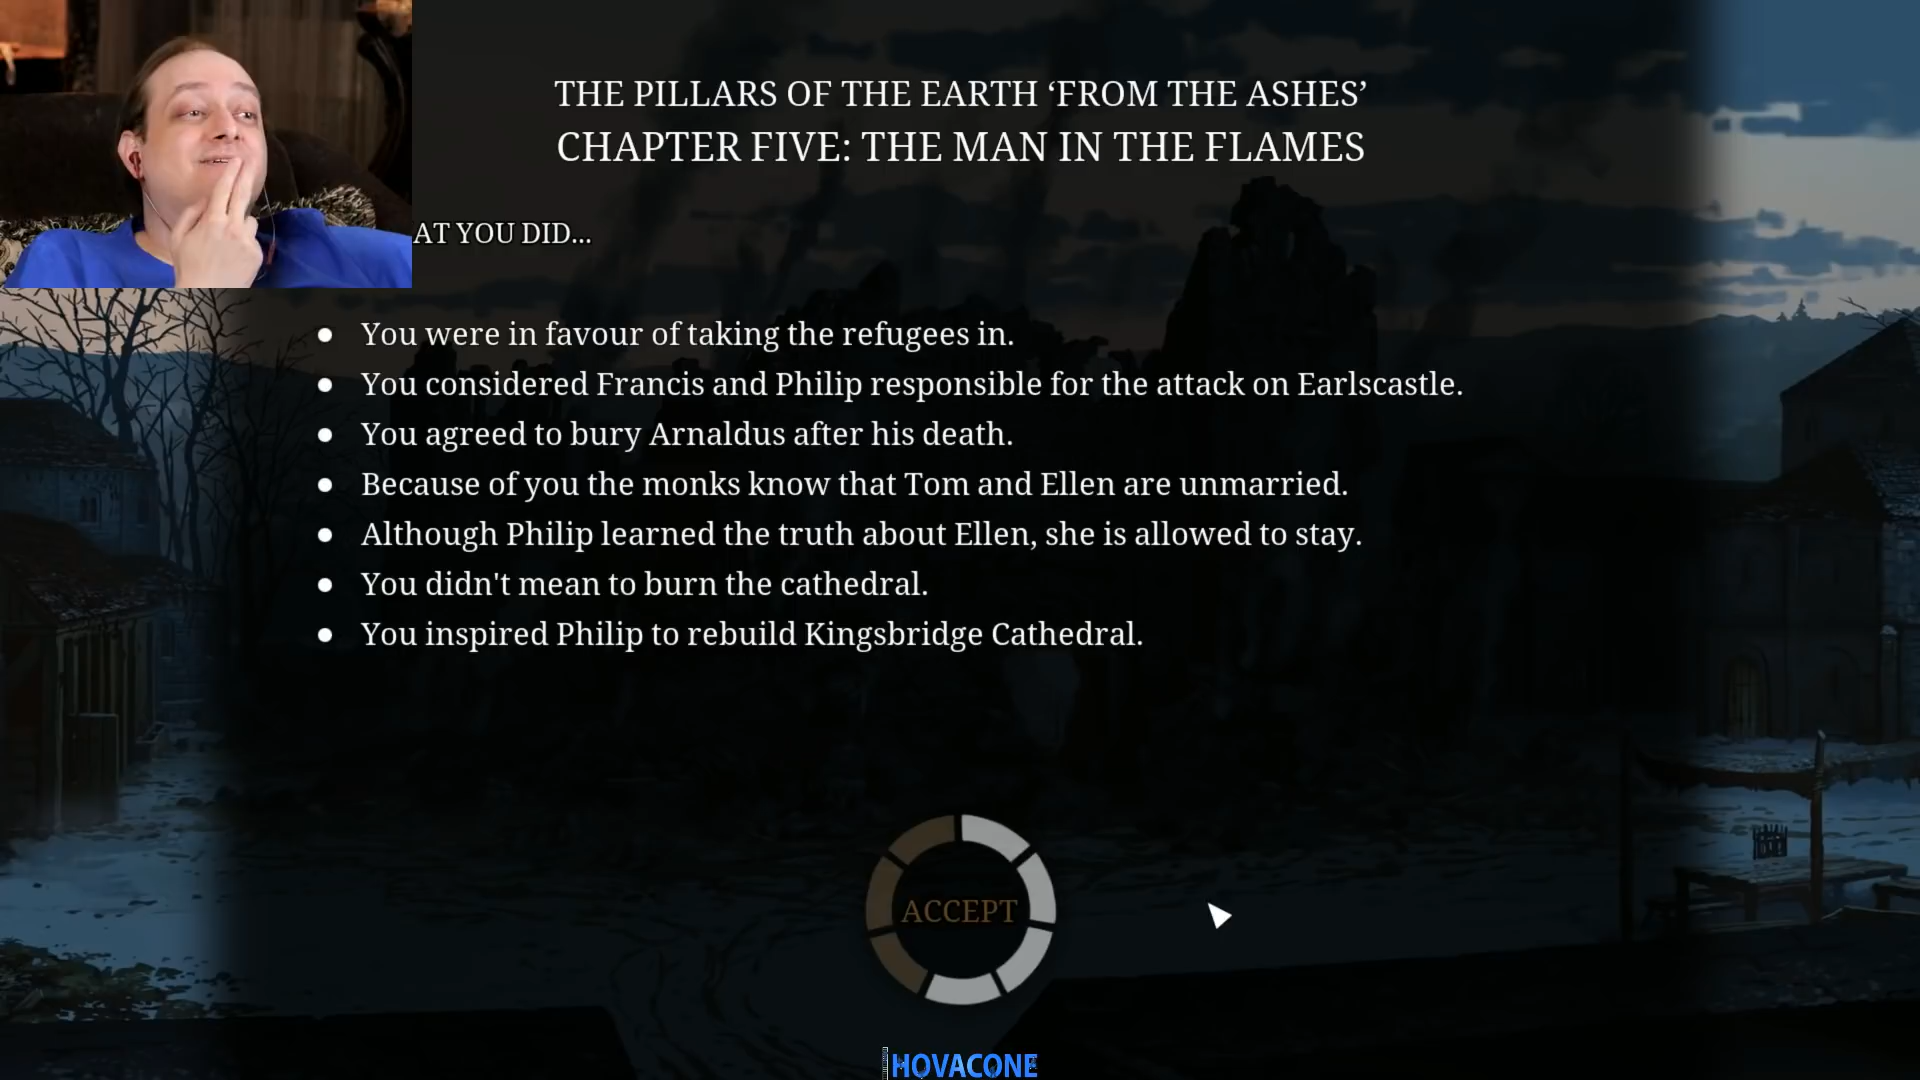 THE PILLARS OF THE EARTH ‘FROM THE ASHES’
CHAPTER FIVE: THE MAN IN THE FLAMES
AT YOU DID...
You were in favour of taking the refugees in.
You considered Francis and Philip responsible for the attack on Earlscastle.
You agreed to bury Arnaldus after his death.
Because of you the monks know that Tom and Ellen are unmarried.
Although Philip learned the truth about Ellen, she is allowed to stay.
You didn't mean to burn the cathedral.
You inspired Philip to rebuild Kingsbridge Cathedral.
ACCEPT
HOVACONE